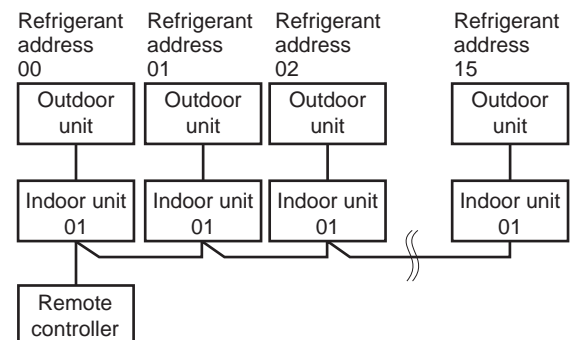 Refrigerant address 00
Refrigerant address 01
Refrigerant address 02
Refrigerant address 15
Outdoor unit
Outdoor unit
Outdoor unit
Outdoor unit
Indoor unit 01
Indoor unit 01
Indoor unit 01
Indoor unit 01
Remote controller